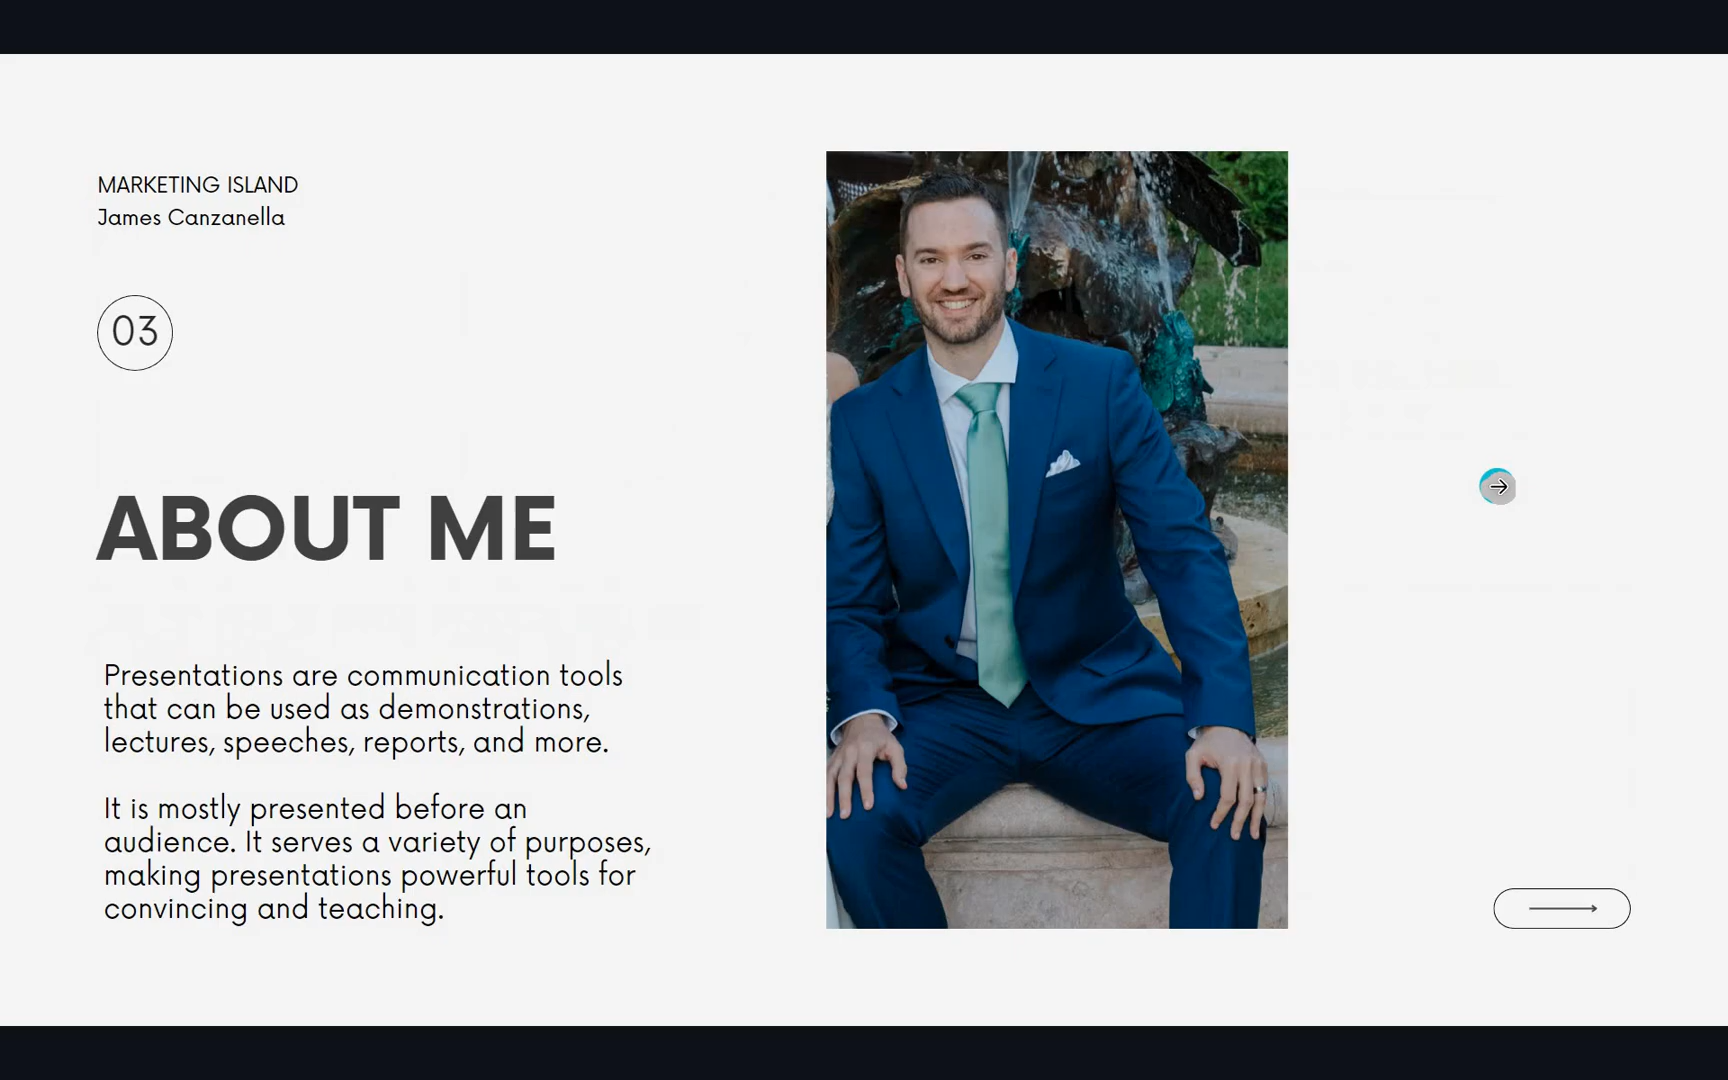 MARKETING ISLAND
James Canzanella
03
ABOUT ME
Presentations are communication tools
that can be used as demonstrations,
lectures, speeches, reports, and more.
It is mostly presented before an
audience. It serves a variety of purposes,
making presentations powerful tools for
convincing and teaching.